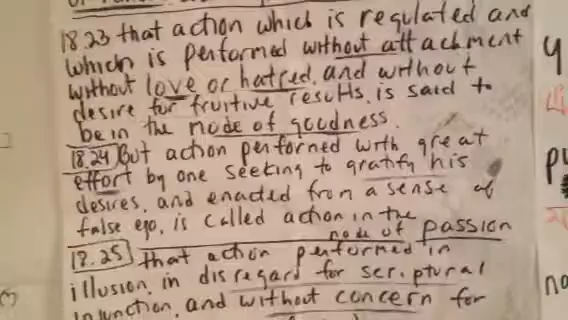 18.23 that action which is regulated and
which is performed without attachment
without love or hatred, and without
desire for fruitive results, is said to
be in the mode of goodness.
18.24 But action performed with great
effort by one seeking to gratify his
desires, and enacted from a sense of
false ego, is called action in the
mode of passion
18.25 that action performed in
illusion, in disregard for scriptural
injunction, and without concern for